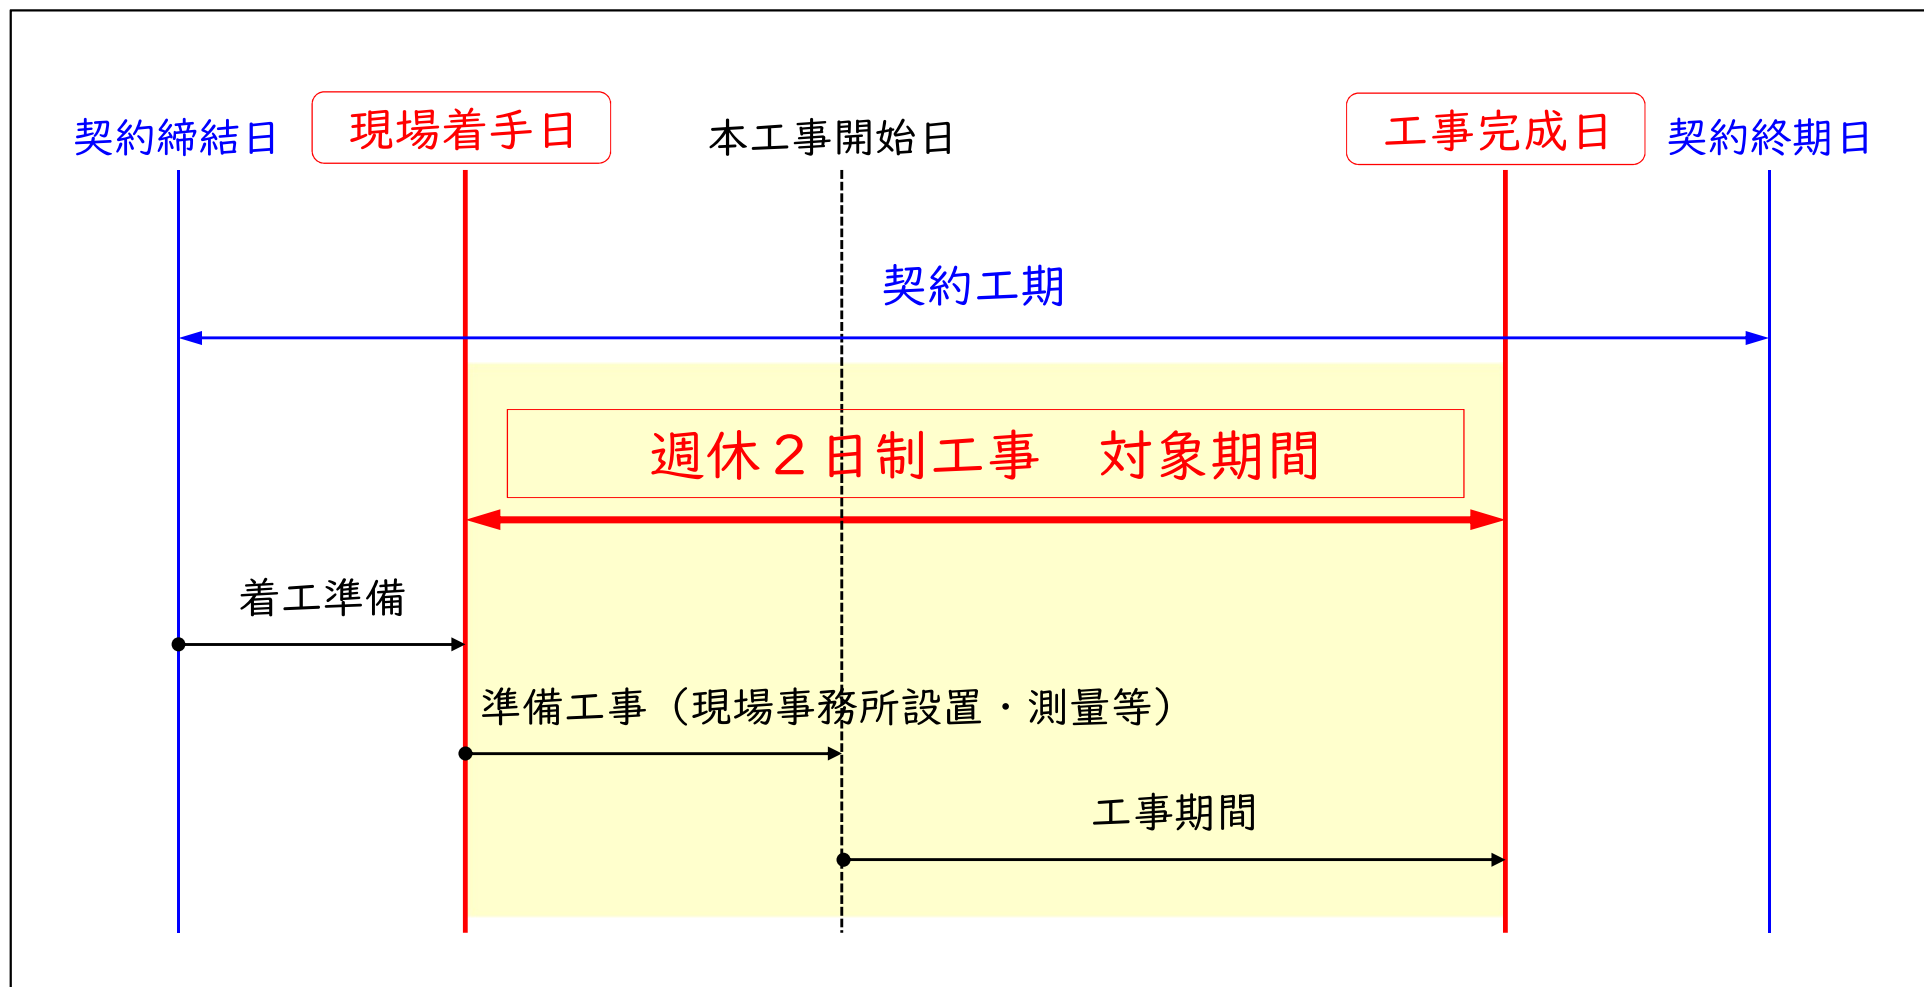 契約締結日
現場着手日
本工事開始日
工事完成日
契約終期日
契約工期
週休２日制工事　対象期間
着工準備
準備工事（現場事務所設置・測量等）
工事期間